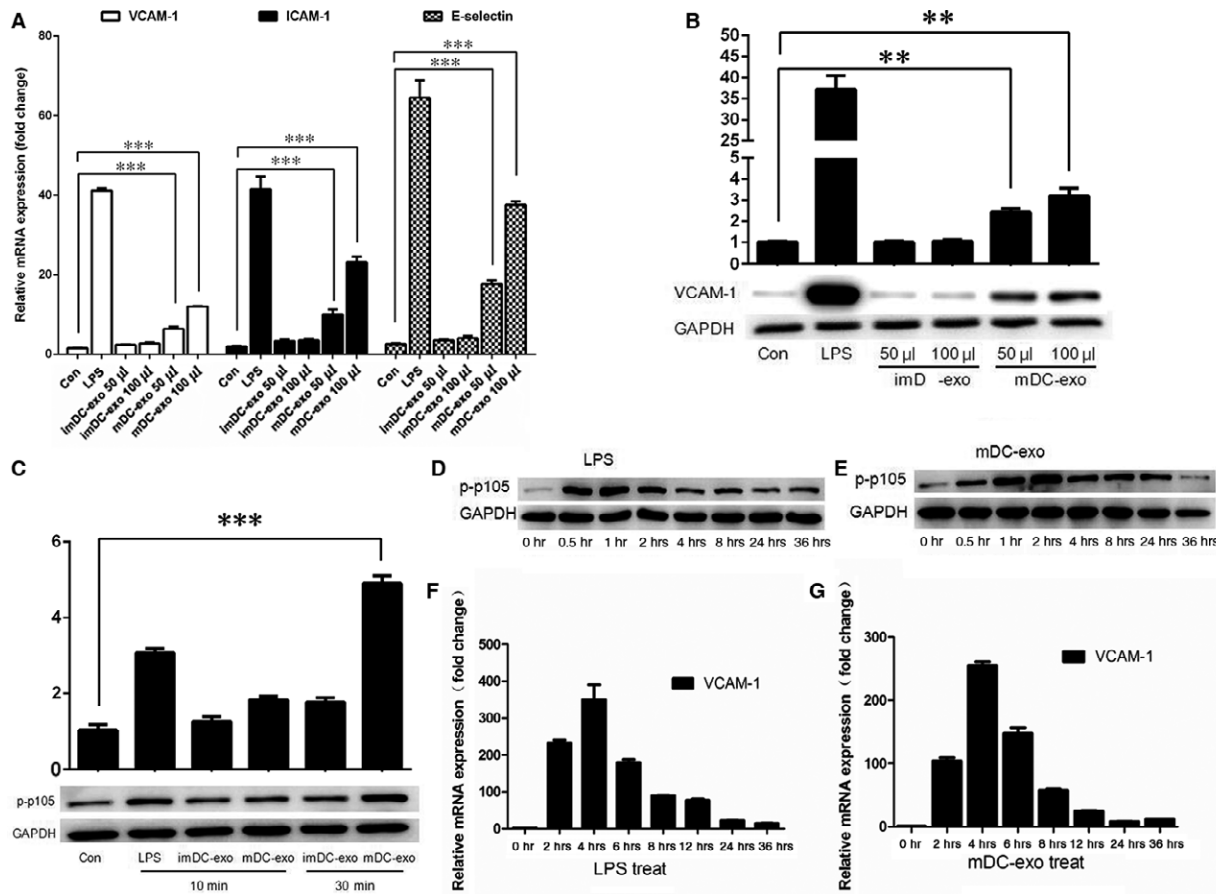 A
VCAM-1 ICAM-1 E-selectin
Relative mRNA expression (fold change)
80
60
40
20
0
*** *** *** *** *** ***
Con LPS imDC-exo 50 µl imDC-exo 100 µl mDC-exo 50 µl mDC-exo 100 µl
Con LPS imDC-exo 50 µl imDC-exo 100 µl mDC-exo 50 µl mDC-exo 100 µl
Con LPS imDC-exo 50 µl imDC-exo 100 µl mDC-exo 50 µl mDC-exo 100 µl
B
**
**
40
35
30
25
20
15
10
5
4
3
2
1
0
VCAM-1
GAPDH
Con LPS 50 µl 100 µl 50 µl 100 µl
imD -exo mDC-exo
C
***
6
4
2
0
p-p105
GAPDH
Con LPS imDC-exo mDC-exo imDC-exo mDC-exo
10 min 30 min
D
LPS
p-p105
GAPDH
0 hr 0.5 hr 1 hr 2 hrs 4 hrs 8 hrs 24 hrs 36 hrs
E
mDC-exo
p-p105
GAPDH
0 hr 0.5 hr 1 hr 2 hrs 4 hrs 8 hrs 24 hrs 36 hrs
F
Relative mRNA expression（fold change）
500
400
300
200
100
0
VCAM-1
0 hr 2 hrs 4 hrs 6 hrs 8 hrs 12 hrs 24 hrs 36 hrs
LPS treat
G
Relative mRNA expression（fold change）
300
200
100
0
VCAM-1
0 hr 2 hrs 4 hrs 6 hrs 8 hrs 12 hrs 24 hrs 36 hrs
mDC-exo treat